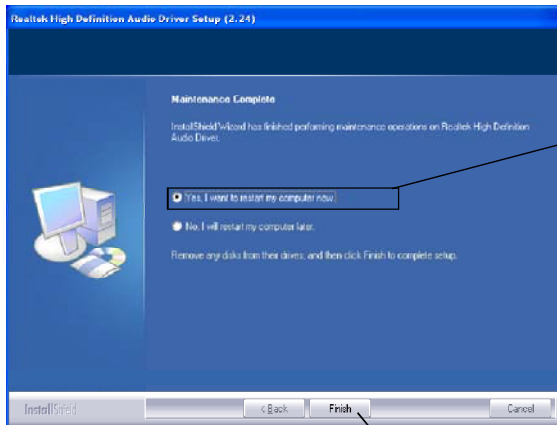 Realtek High Definition Audio Driver Setup (2.24)
Maintenance Complete
InstallShield Wizard has finished performing maintenance operations on Realtek High Definition
Audio Driver.
Yes, I want to restart my computer now.
No, I will restart my computer later.
Remove any disks from their drives, and then click Finish to complete setup.
InstallShield
< Back
Finish
Cancel